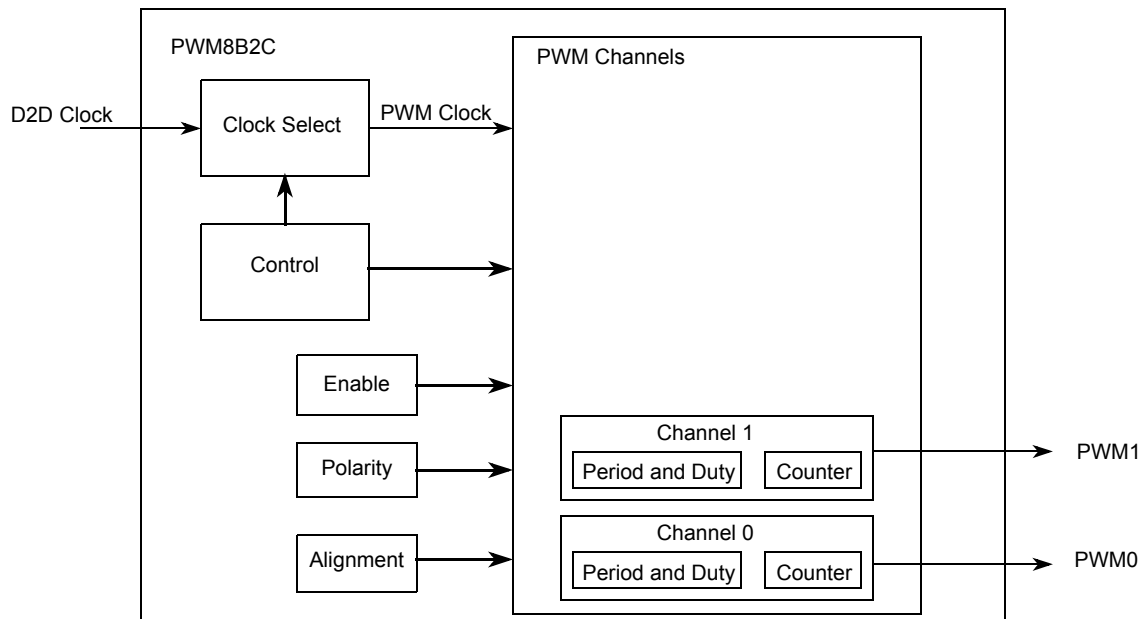 PWM8B2C
PWM Channels
D2D Clock
Clock Select
PWM Clock
Control
Enable
Polarity
Alignment
Channel 1
Period and Duty
Counter
PWM1
Channel 0
Period and Duty
Counter
PWM0